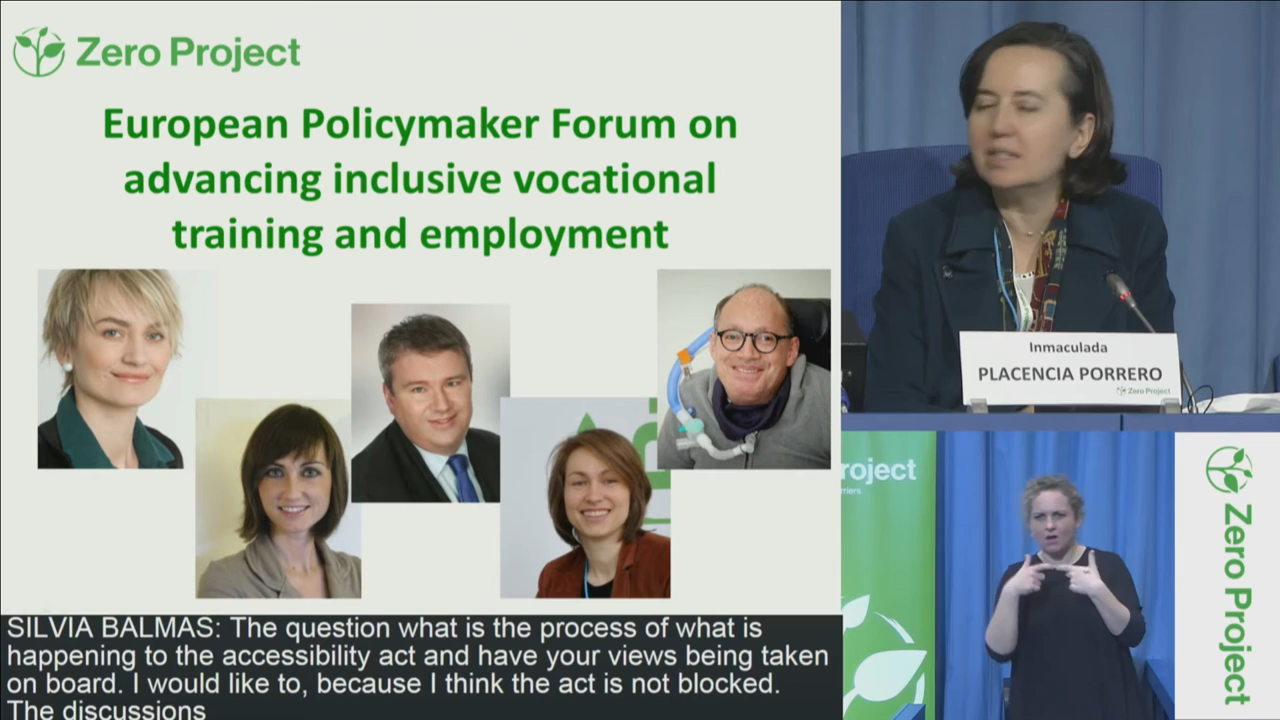 Zero Project
European Policymaker Forum on
advancing inclusive vocational
training and employment
Inmaculada
PLACENCIA PORRERO
Zero Project
roject
rriers.
Zero Project
SILVIA BALMAS: The question what is the process of what is
happening to the accessibility act and have your views being taken
on board. I would like to, because I think the act is not blocked.
The discussions